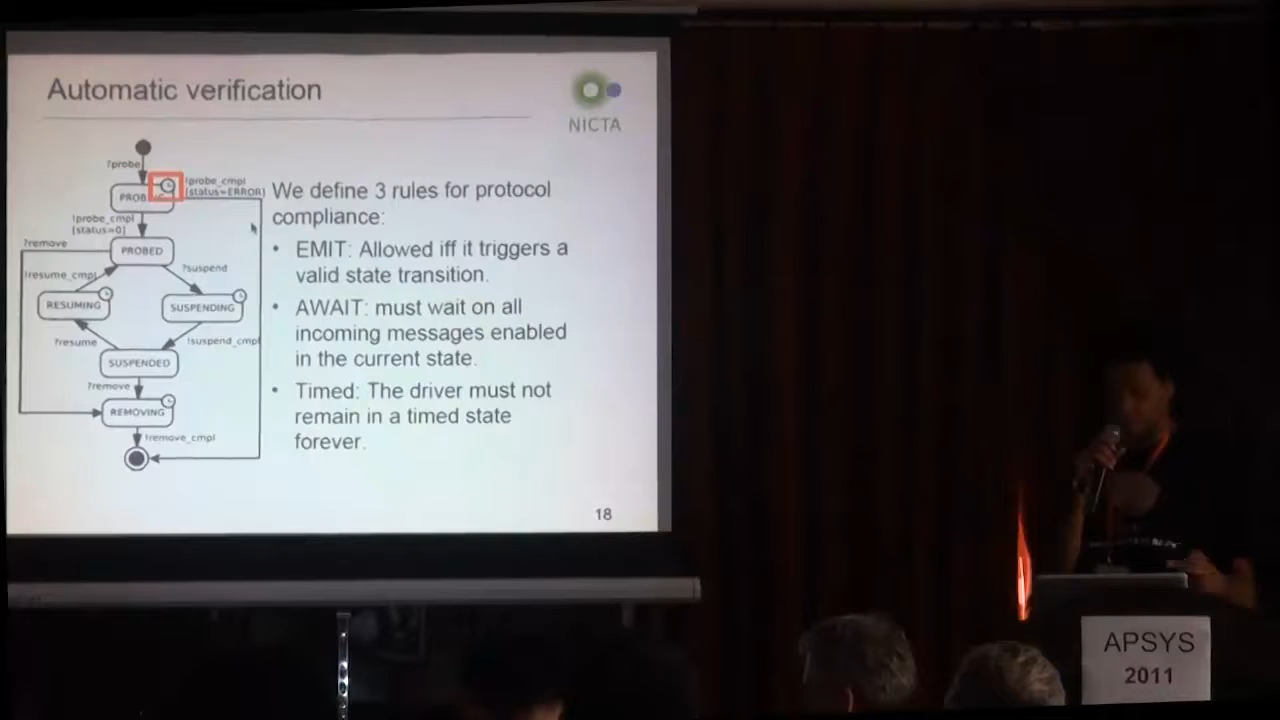 Automatic verification
NICTA
?probe
!probe_cmpl
[status=ERROR]
!probe_cmpl
[status=0]
?remove
PROBED
!resume_cmpl
?suspend
RESUMING
SUSPENDING
?resume
!suspend_cmpl
SUSPENDED
?remove
REMOVING
!remove_cmpl
We define 3 rules for protocol
compliance:
• EMIT: Allowed iff it triggers a
valid state transition.
• AWAIT: must wait on all
incoming messages enabled
in the current state.
• Timed: The driver must not
remain in a timed state
forever.
18
APSYS
2011